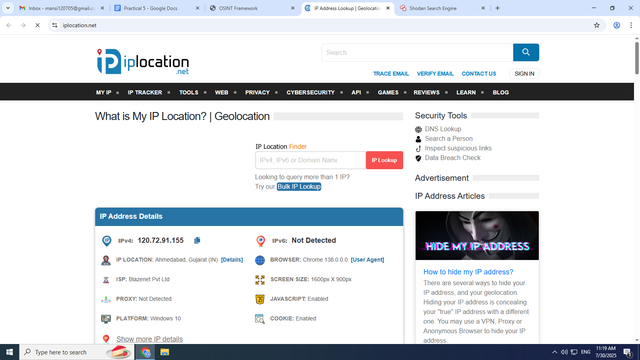 Inbox - mansi120705@gmail.c
Practical 5 - Google Docs
OSINT Framework
IP Address Lookup | Geolocation
Shodan Search Engine
iplocation.net
iplocation
.net
Search
TRACE EMAIL VERIFY EMAIL CONTACT US SIGN IN
MY IP IP TRACKER TOOLS WEB PRIVACY CYBERSECURITY API GAMES REVIEWS LEARN BLOG
What is My IP Location? | Geolocation
IP Location Finder
IPv4, IPv6 or Domain Name
IP Lookup
Looking to query more than 1 IP?
Try our Bulk IP Lookup
IP Address Details
IPv4: 120.72.91.155
IPv6: Not Detected
IP LOCATION: Ahmedabad, Gujarat (IN) [Details]
BROWSER: Chrome 138.0.0.0 [User Agent]
ISP: Blazenet Pvt Ltd
SCREEN SIZE: 1600px X 900px
PROXY: Not Detected
JAVASCRIPT: Enabled
PLATFORM: Windows 10
COOKIE: Enabled
Show more IP details
Security Tools
DNS Lookup
Search a Person
Inspect suspicious links
Data Breach Check
Advertisement
IP Address Articles
HIDE MY IP ADDRESS
How to hide my IP address?
There are several ways to hide your
IP address, and your geolocation.
Hiding your IP address is concealing
your "true" IP address with a different
one. You may use a VPN, Proxy or
Anonymous Browser to hide your IP
address.
Type here to search
ENG
11:19 AM
7/30/2025